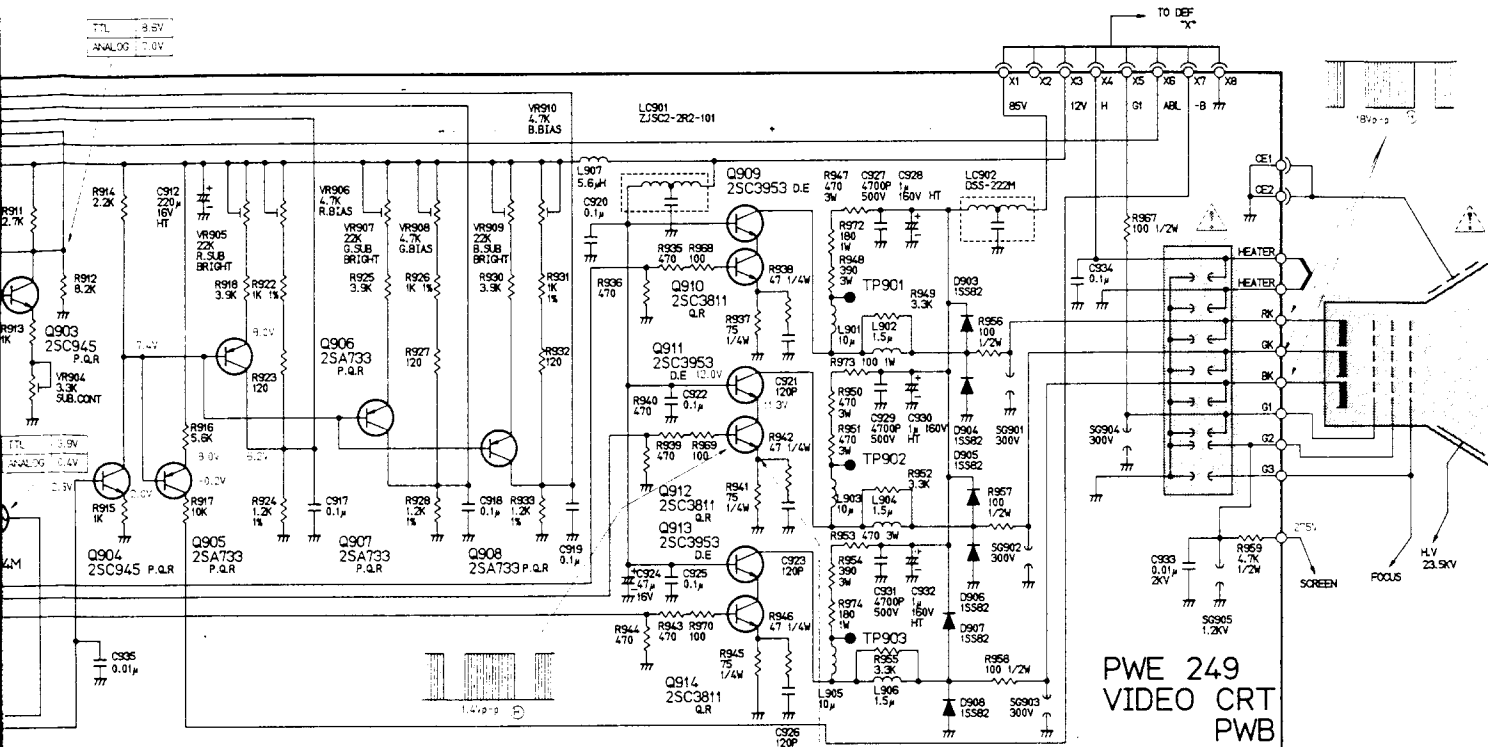 TO DEF
"X"
TTL 8.6V
ANALOG 7.0V
X1
X2
X3
X4
X5
X6
X7
X8
85V
12V
H
G1
ABL
-B
18Vp-p
VR910
4.7K
B.BIAS
LC901
ZJSC2-2R2-101
L907
5.6μH
C920
0.1μ
Q909
2SC3953 D.E
R947
470
3W
C927
4700P
500V
C928
1μ
160V HT
LC902
DSS-222M
CE1
CE2
R911
2.7K
R914
2.2K
C912
220μ
16V
HT
VR905
22K
R.SUB
BRIGHT
VR906
4.7K
R.BIAS
VR907
22K
G.SUB
BRIGHT
VR908
4.7K
G.BIAS
VR909
22K
B.SUB
BRIGHT
R972
180
1W
R948
390
3W
R967
100 1/2W
R912
8.2K
R918
3.9K
R922
1K 1%
R925
3.9K
R926
1K 1%
R930
3.9K
R931
1K
1%
R935
470
R968
100
R936
470
Q910
2SC3811
Q.R
R938
47 1/4W
R937
75
1/4W
TP901
R949
3.3K
D903
1SS82
C934
0.1μ
HEATER
HEATER
R913
1K
Q903
2SC945
P.Q.R
7.4V
8.0V
Q906
2SA733
P.Q.R
R927
120
R932
120
R923
120
Q911
2SC3953
D.E 12.0V
L901
10μ
L902
1.5μ
R956
100
1/2W
RK
GK
BK
G1
G2
G3
VR904
3.3K
SUB.CONT
R940
470
C922
0.1μ
C921
120P
11.3V
R973 100 1W
R950
470
3W
C929
4700P
500V
C930
1μ 160V
HT
D904
1SS82
SG901
300V
SG904
300V
R916
5.6K
8.0V
6.2V
-0.2V
R951
470
3W
R939
470
R969
100
R942
47 1/4W
D905
1SS82
TP902
R952
3.3K
TTL
ANALOG
R915
1K
R917
10K
R924
1.2K
1%
C917
0.1μ
R928
1.2K
1%
C918
0.1μ
R933
1.2K
1%
C919
0.1μ
Q912
2SC3811
Q.R
R941
75
1/4W
L903
10μ
L904
1.5μ
R957
100
1/2W
Q913
2SC3953
D.E
R953 470 3W
SG902
300V
Q904
2SC945 P.Q.R
Q905
2SA733
P.Q.R
Q907
2SA733
P.Q.R
Q908
2SA733 P.Q.R
4M
C924
47μ
16V
C925
0.1μ
C923
120P
R954
390
3W
C931
4700P
500V
C932
1μ
160V
HT
D906
1SS82
C933
0.01μ
2KV
R959
4.7K
1/2W
SG905
1.2KV
SCREEN
FOCUS
H.V
23.5KV
R944
470
R943
470
R970
100
R946
47 1/4W
R974
180
1W
D907
1SS82
TP903
C935
0.01μ
R945
75
1/4W
R955
3.3K
R958
100 1/2W
Q914
2SC3811
Q.R
L905
10μ
L906
1.5μ
D908
1SS82
SG903
300V
1.4Vp-p
C926
120P
PWE 249
VIDEO CRT
PWB